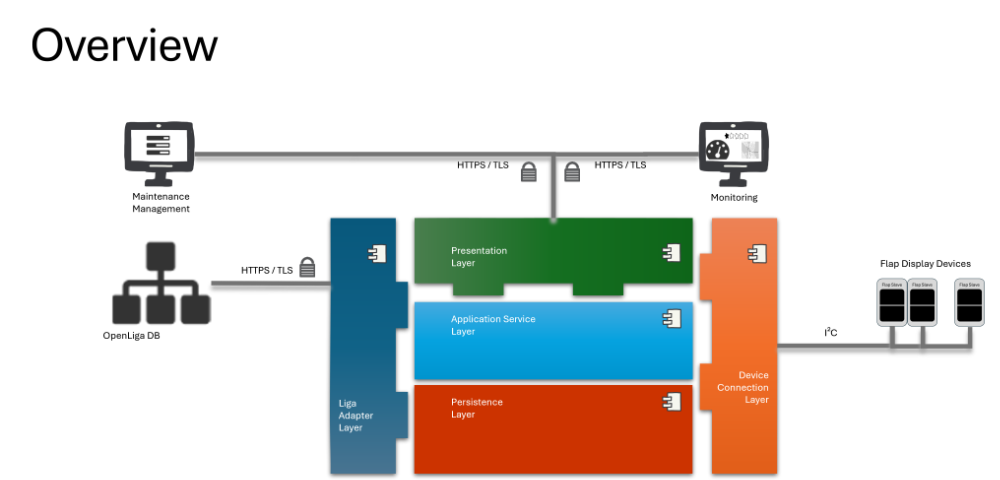 Overview
HTTPS / TLS
HTTPS / TLS
Maintenance
Management
Monitoring
HTTPS / TLS
OpenLiga DB
Presentation
Layer
Application Service
Layer
Persistence
Layer
Liga
Adapter
Layer
Device
Connection
Layer
Flap Display Devices
Flap Slave
Flap Slave
Flap Slave
I²C